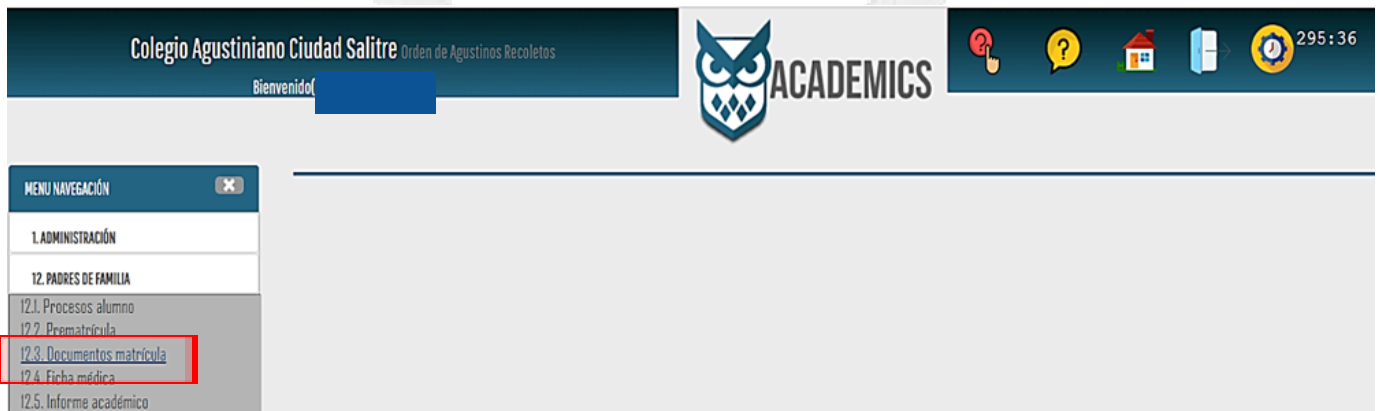 Colegio Agustiniano Ciudad Salitre Orden de Agustinos Recoletos
Bienvenido(
ACADEMICS
295:36
MENU NAVEGACIÓN
1. ADMINISTRACIÓN
12. PADRES DE FAMILIA
12.1. Procesos alumno
12.2. Prematrícula
12.3. Documentos matrícula
12.4. Ficha médica
12.5. Informe académico